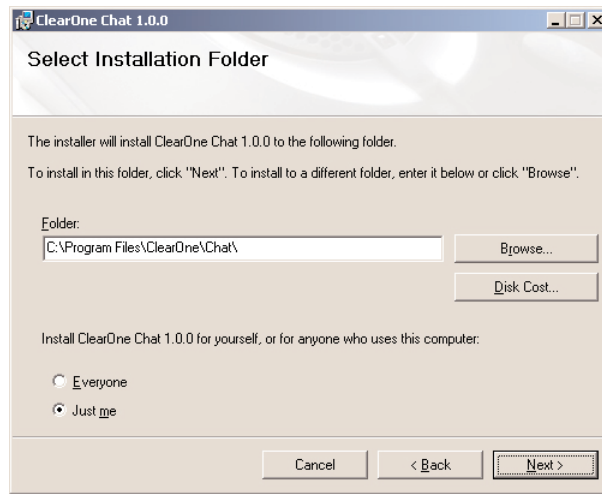 ClearOne Chat 1.0.0
Select Installation Folder
The installer will install ClearOne Chat 1.0.0 to the following folder.
To install in this folder, click "Next". To install to a different folder, enter it below or click "Browse".
Folder:
C:\Program Files\ClearOne\Chat\
Browse...
Disk Cost...
Install ClearOne Chat 1.0.0 for yourself, or for anyone who uses this computer:
Everyone
Just me
Cancel
< Back
Next >